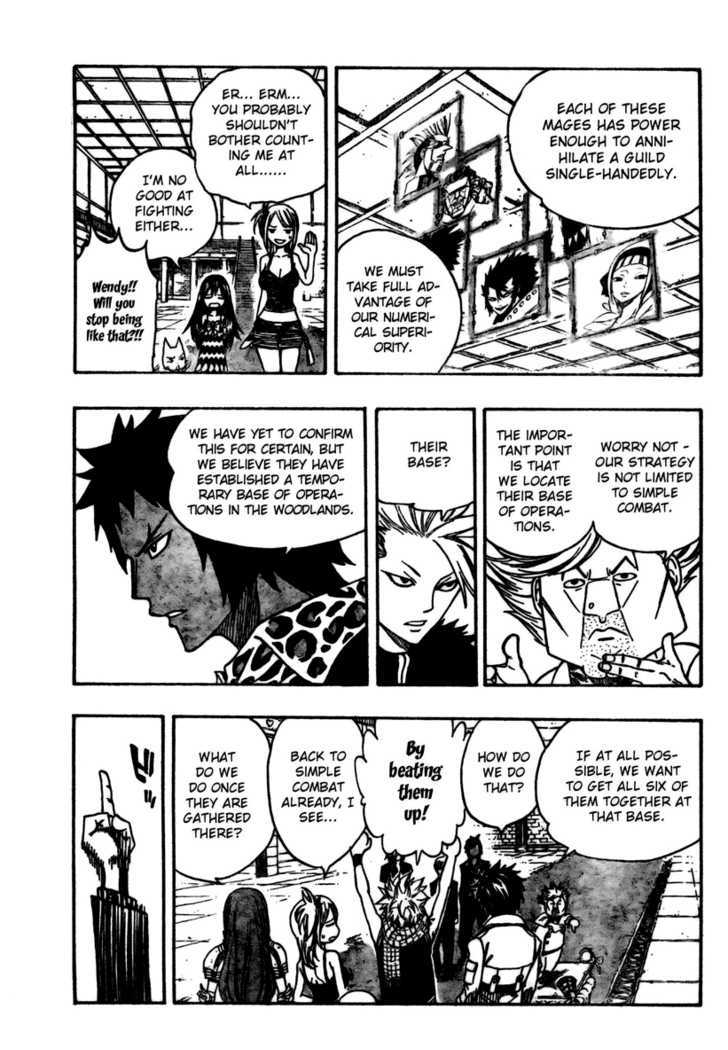 EACH OF THESE
MAGES HAS POWER
ENOUGH TO ANNI-
HILATE A GUILD
SINGLE-HANDEDLY.
WE MUST
TAKE FULL AD-
VANTAGE OF
OUR NUMERI-
CAL SUPERI-
ORITY.
ER... ERM...
YOU PROBABLY
SHOULDN'T
BOTHER COUNT-
ING ME AT
ALL......
I'M NO
GOOD AT
FIGHTING
EITHER...
Wendy!!
Will you
stop being
like that?!!
WORRY NOT -
OUR STRATEGY
IS NOT LIMITED
TO SIMPLE
COMBAT.
THE IMPOR-
TANT POINT
IS THAT
WE LOCATE
THEIR BASE
OF OPERA-
TIONS.
THEIR
BASE?
WE HAVE YET TO CONFIRM
THIS FOR CERTAIN, BUT
WE BELIEVE THEY HAVE
ESTABLISHED A TEMPO-
RARY BASE OF OPERA-
TIONS IN THE WOODLANDS.
IF AT ALL POS-
SIBLE, WE WANT
TO GET ALL SIX OF
THEM TOGETHER AT
THAT BASE.
HOW DO
WE DO
THAT?
By
beating
them
up!
BACK TO
SIMPLE
COMBAT
ALREADY, I
SEE...
WHAT
DO WE
DO ONCE
THEY ARE
GATHERED
THERE?
ビッ